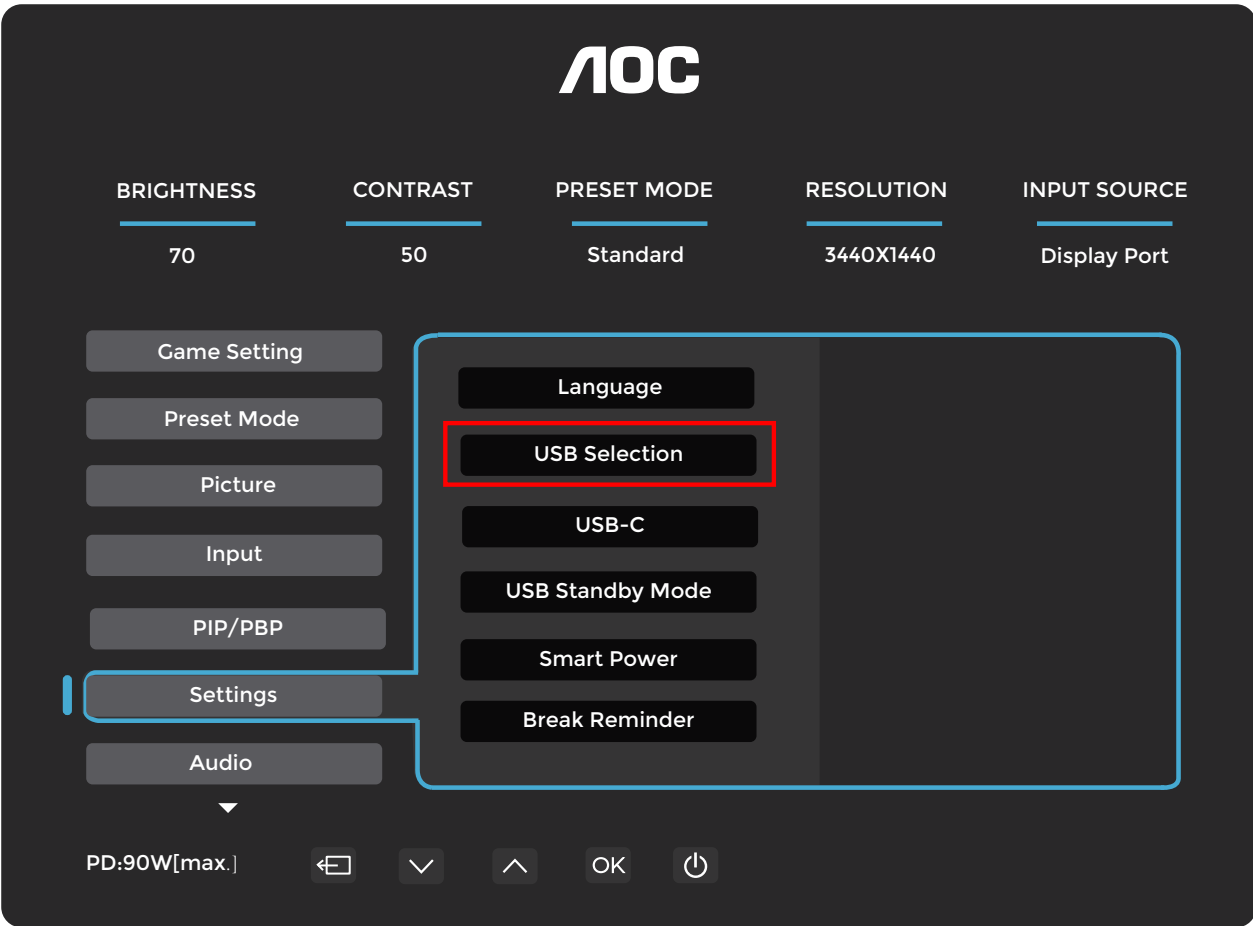 AOC
BRIGHTNESS CONTRAST PRESET MODE RESOLUTION INPUT SOURCE
70 50 Standard 3440X1440 Display Port
Game Setting
Preset Mode
Picture
Input
PIP/PBP
Settings
Audio
Language
USB Selection
USB-C
USB Standby Mode
Smart Power
Break Reminder
PD:90W[max.]
OK